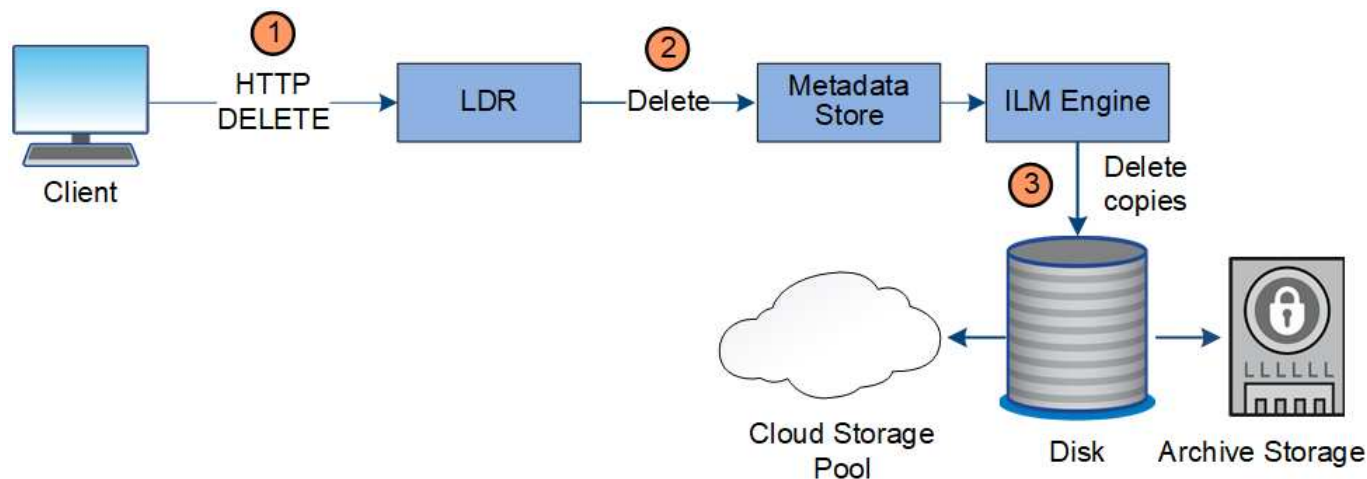 1
HTTP
DELETE
Client
LDR
2
Delete
Metadata
Store
ILM Engine
3
Delete
copies
Cloud Storage
Pool
Disk
LLLLLL
Archive Storage